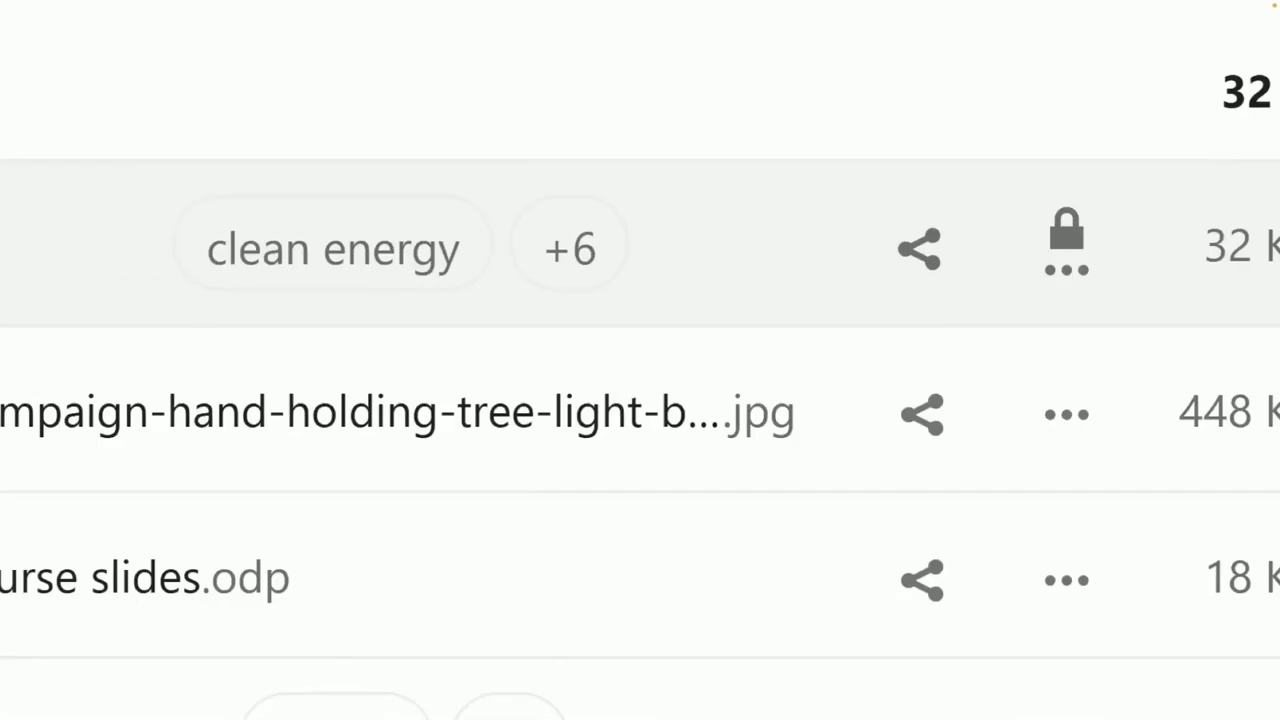 32
clean energy +6 32 K
mpaign-hand-holding-tree-light-b....jpg 448 K
urse slides.odp 18 K